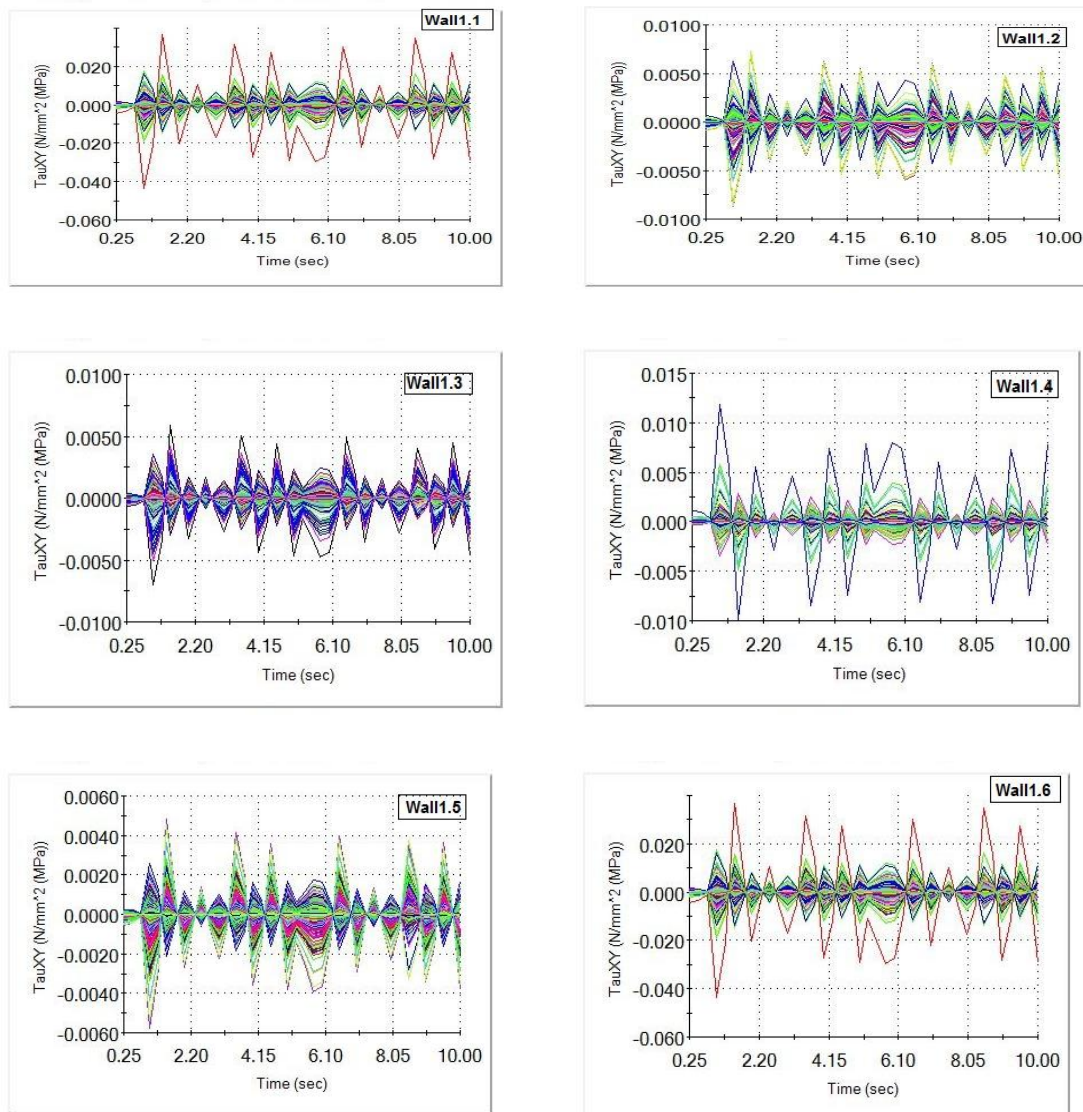 Wall1.1
TauXY (N/mm^2 (MPa))
0.020
0.000
-0.020
-0.040
-0.060
0.25 2.20 4.15 6.10 8.05 10.00
Time (sec)
Wall1.2
TauXY (N/mm^2 (MPa))
0.0100
0.0050
0.0000
-0.0050
-0.0100
0.25 2.20 4.15 6.10 8.05 10.00
Time (sec)
Wall1.3
TauXY (N/mm^2 (MPa))
0.0100
0.0050
0.0000
-0.0050
-0.0100
0.25 2.20 4.15 6.10 8.05 10.00
Time (sec)
Wall1.4
TauXY (N/mm^2 (MPa))
0.015
0.010
0.005
0.000
-0.005
-0.010
0.25 2.20 4.15 6.10 8.05 10.00
Time (sec)
Wall1.5
TauXY (N/mm^2 (MPa))
0.0060
0.0040
0.0020
0.0000
-0.0020
-0.0040
-0.0060
0.25 2.20 4.15 6.10 8.05 10.00
Time (sec)
Wall1.6
TauXY (N/mm^2 (MPa))
0.020
0.000
-0.020
-0.040
-0.060
0.25 2.20 4.15 6.10 8.05 10.00
Time (sec)